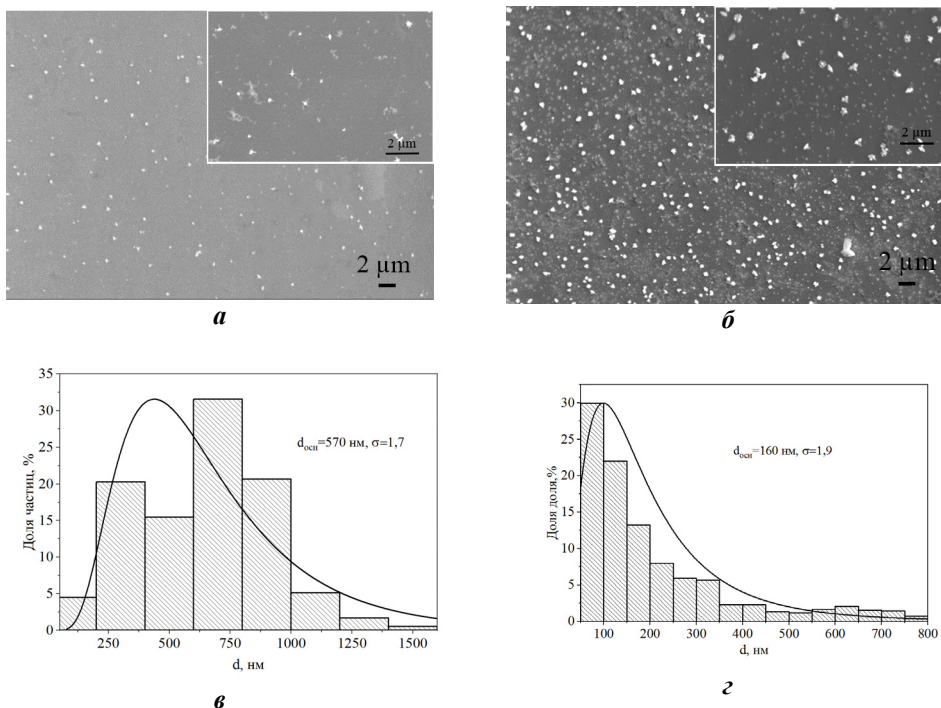 2 µm
2 µm
2 µm
2 µm
а
б
35
30
25
20
15
10
5
0
Доля частиц, %
dосн=570 нм, σ=1,7
250
500
750
1000
1250
1500
d, нм
в
30
25
20
15
10
5
0
Доля доля,%
dосн=160 нм, σ=1,9
100
200
300
400
500
600
700
800
d, нм
г